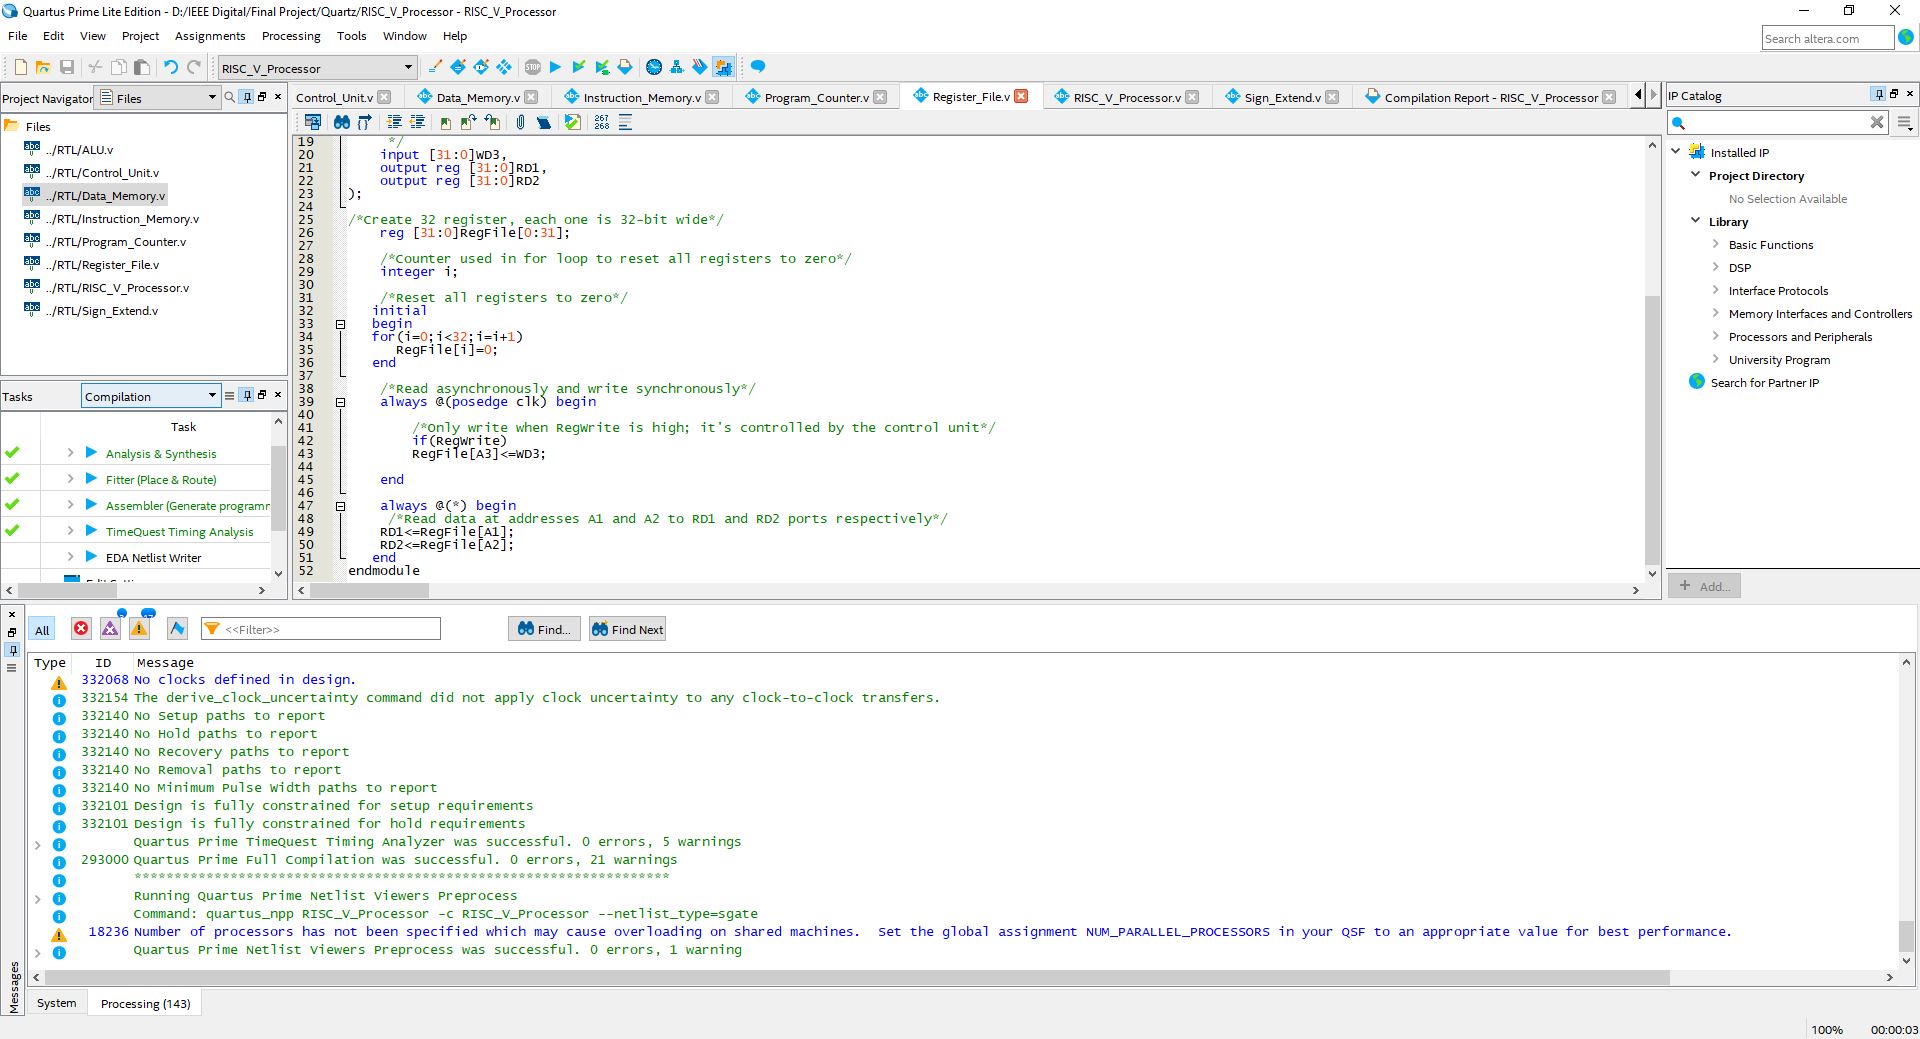 Quartus Prime Lite Edition - D:/IEEE Digital/Final Project/Quartz/RISC_V_Processor - RISC_V_Processor
File Edit View Project Assignments Processing Tools Window Help
Search altera.com
RISC_V_Processor
Project Navigator Files
Control_Unit.v Data_Memory.v Instruction_Memory.v Program_Counter.v Register_File.v RISC_V_Processor.v Sign_Extend.v Compilation Report - RISC_V_Processor
IP Catalog
Files
../RTL/ALU.v
../RTL/Control_Unit.v
../RTL/Data_Memory.v
../RTL/Instruction_Memory.v
../RTL/Program_Counter.v
../RTL/Register_File.v
../RTL/RISC_V_Processor.v
../RTL/Sign_Extend.v
Tasks Compilation
Task
Analysis & Synthesis
Fitter (Place & Route)
Assembler (Generate programm
TimeQuest Timing Analysis
EDA Netlist Writer
267
268
19 */
20 input [31:0]WD3,
21 output reg [31:0]RD1,
22 output reg [31:0]RD2
23 );
24
25 /*Create 32 register, each one is 32-bit wide*/
26 reg [31:0]RegFile[0:31];
27
28 /*Counter used in for loop to reset all registers to zero*/
29 integer i;
30
31 /*Reset all registers to zero*/
32 initial
33 begin
34 for(i=0;i<32;i=i+1)
35 RegFile[i]=0;
36 end
37
38 /*Read asynchronously and write synchronously*/
39 always @(posedge clk) begin
40
41 /*Only write when RegWrite is high; it's controlled by the control unit*/
42 if(RegWrite)
43 RegFile[A3]<=WD3;
44
45 end
46
47 always @(*) begin
48 /*Read data at addresses A1 and A2 to RD1 and RD2 ports respectively*/
49 RD1<=RegFile[A1];
50 RD2<=RegFile[A2];
51 end
52 endmodule
Installed IP
Project Directory
No Selection Available
Library
Basic Functions
DSP
Interface Protocols
Memory Interfaces and Controllers
Processors and Peripherals
University Program
Search for Partner IP
+ Add...
All <<Filter>> Find... Find Next
Type ID Message
332068 No clocks defined in design.
332154 The derive_clock_uncertainty command did not apply clock uncertainty to any clock-to-clock transfers.
332140 No Setup paths to report
332140 No Hold paths to report
332140 No Recovery paths to report
332140 No Removal paths to report
332140 No Minimum Pulse Width paths to report
332101 Design is fully constrained for setup requirements
332101 Design is fully constrained for hold requirements
Quartus Prime TimeQuest Timing Analyzer was successful. 0 errors, 5 warnings
293000 Quartus Prime Full Compilation was successful. 0 errors, 21 warnings
*******************************************************************
Running Quartus Prime Netlist Viewers Preprocess
Command: quartus_npp RISC_V_Processor -c RISC_V_Processor --netlist_type=sgate
18236 Number of processors has not been specified which may cause overloading on shared machines.  Set the global assignment NUM_PARALLEL_PROCESSORS in your QSF to an appropriate value for best performance.
Quartus Prime Netlist Viewers Preprocess was successful. 0 errors, 1 warning
Messages
System Processing (143)
100% 00:00:03